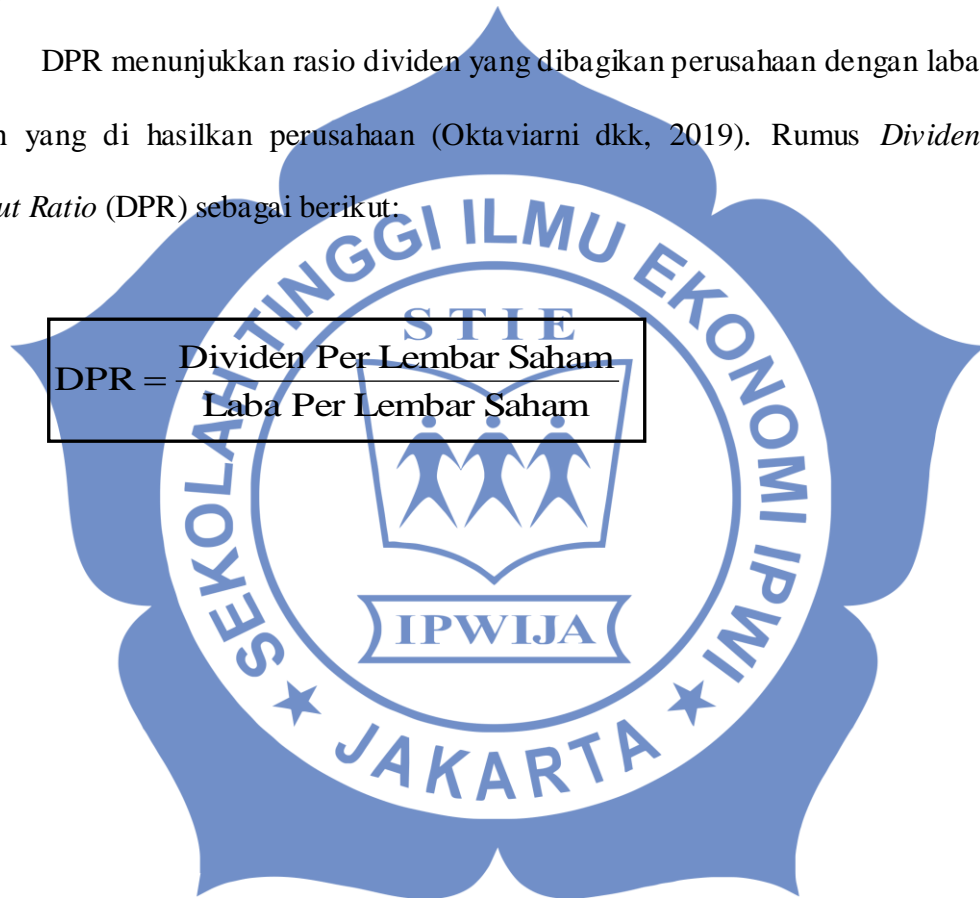 DPR menunjukkan rasio dividen yang dibagikan perusahaan dengan laba
yang di hasilkan perusahaan (Oktaviarni dkk, 2019). Rumus Dividen
Ratio (DPR) sebagai berikut:
DPR = Dividen Per Lembar Saham
Laba Per Lembar Saham
SEKOLAH TINGGI ILMU EKONOMI IPWI
STIE
IPWIJA
★ JAKARTA ★